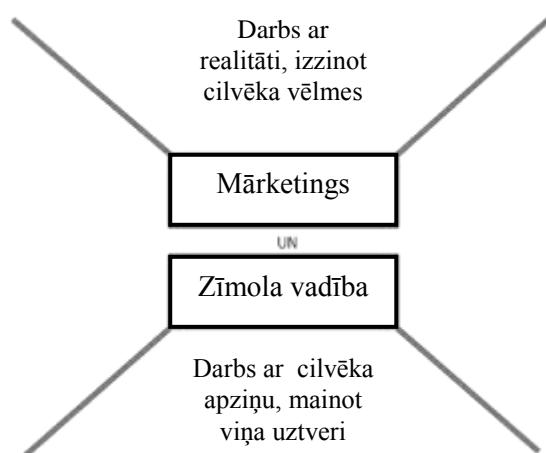 Darbs ar
realitāti, izzinot
cilvēka vēlmes
Mārketings
UN
Zīmola vadība
Darbs ar cilvēka
apziņu, mainot
viņa uztveri